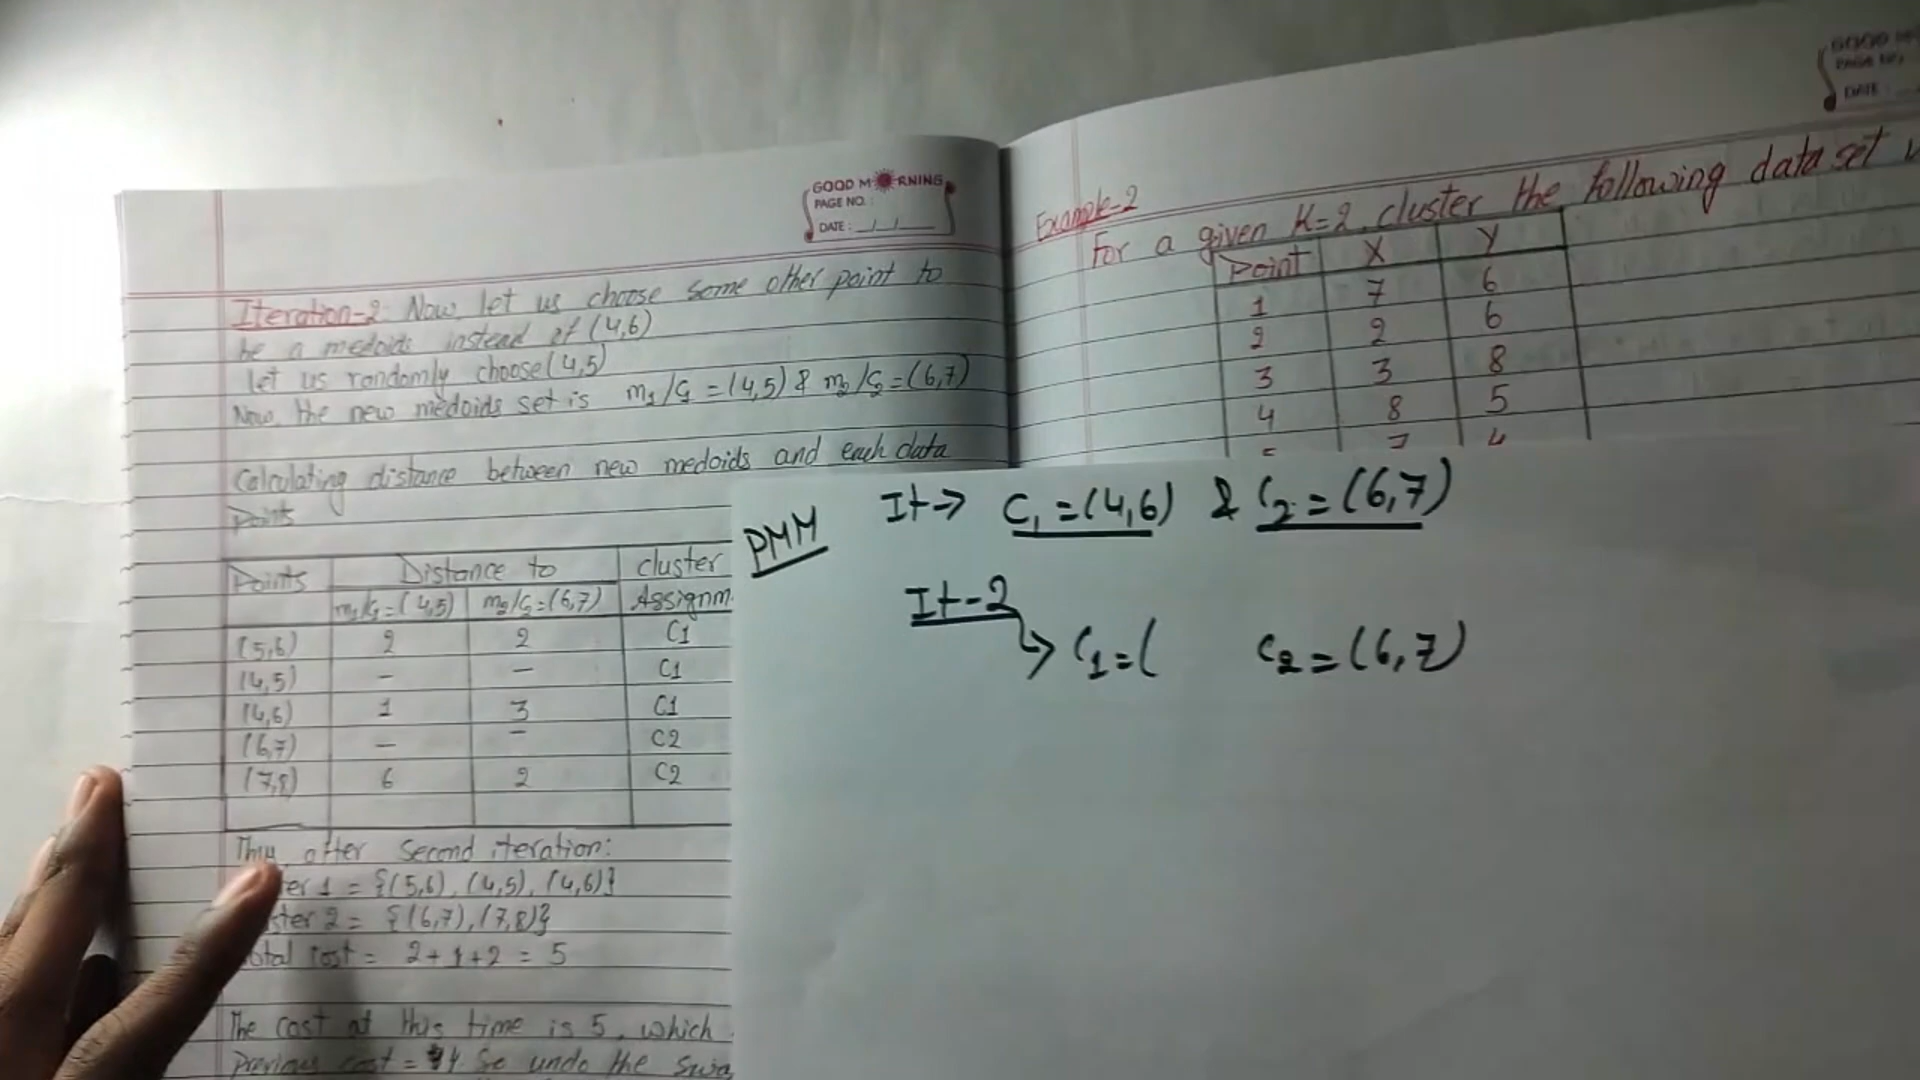 GOOD MORNING
PAGE NO. :
DATE : / /
Iteration-2: Now, let us choose some other point to
be a medoids instead of (4,6)
let us randomly choose (4,5)
Now, the new medoids set is m1/C1 = (4,5) & m2/C2 = (6,7)
Calculating distance between new medoids and each data
Points
Points Distance to cluster
m1/C1=(4,5) m2/C2=(6,7) Assignm
(5,6) 2 2 C1
(4,5) - - C1
(4,6) 1 3 C1
(6,7) - - C2
(7,8) 6 2 C2
Thus, after second iteration:
ter 1 = {(5,6), (4,5), (4,6)}
ster 2 = {(6,7), (7,8)}
otal cost = 2+1+2 = 5
The cost at this time is 5, which
Previous cost = 4. So undo the swa
GOOD M
PAGE NO.
DATE :
Example-2
For a given K=2, cluster the following data set
Point X Y
1 7 6
2 2 6
3 3 8
4 8 5
PMM
It-> C1 = (4,6) & C2 = (6,7)
It-2
-> C1 = ( C2 = (6,7)